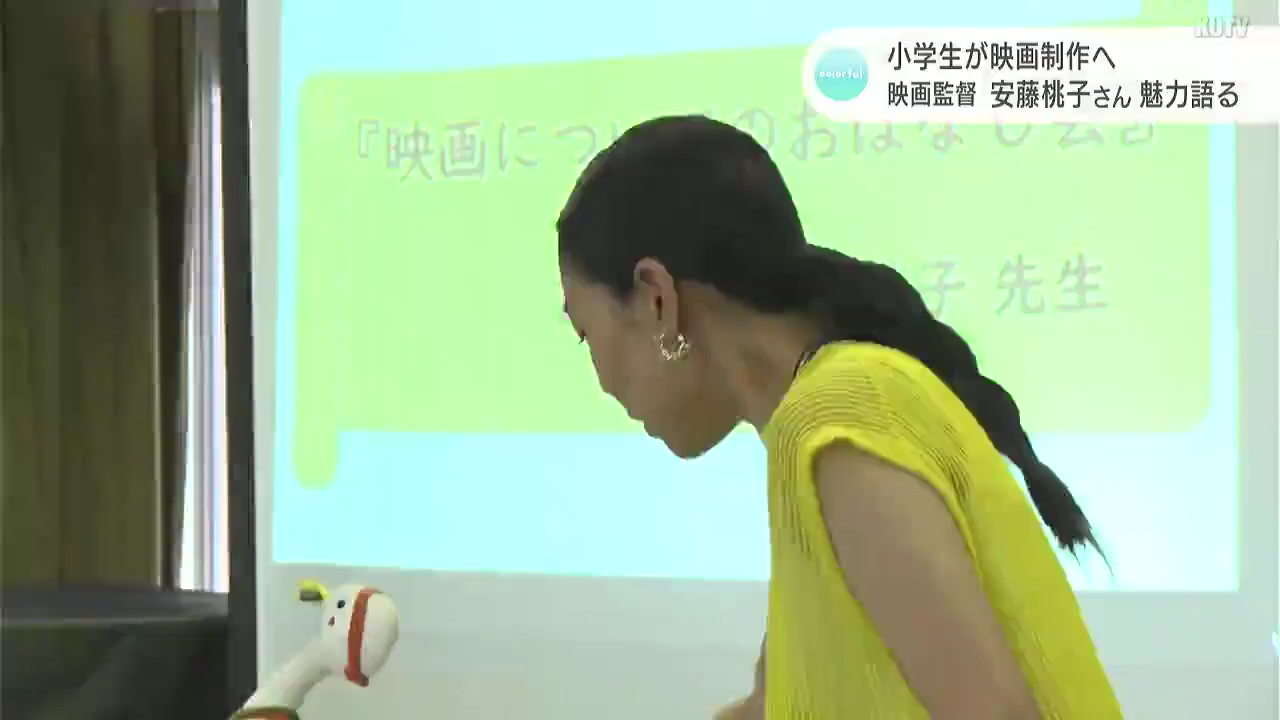 KUTV
colorful
小学生が映画制作へ
映画監督 安藤桃子さん 魅力語る
『映画につ のおはなし会』
子 先生